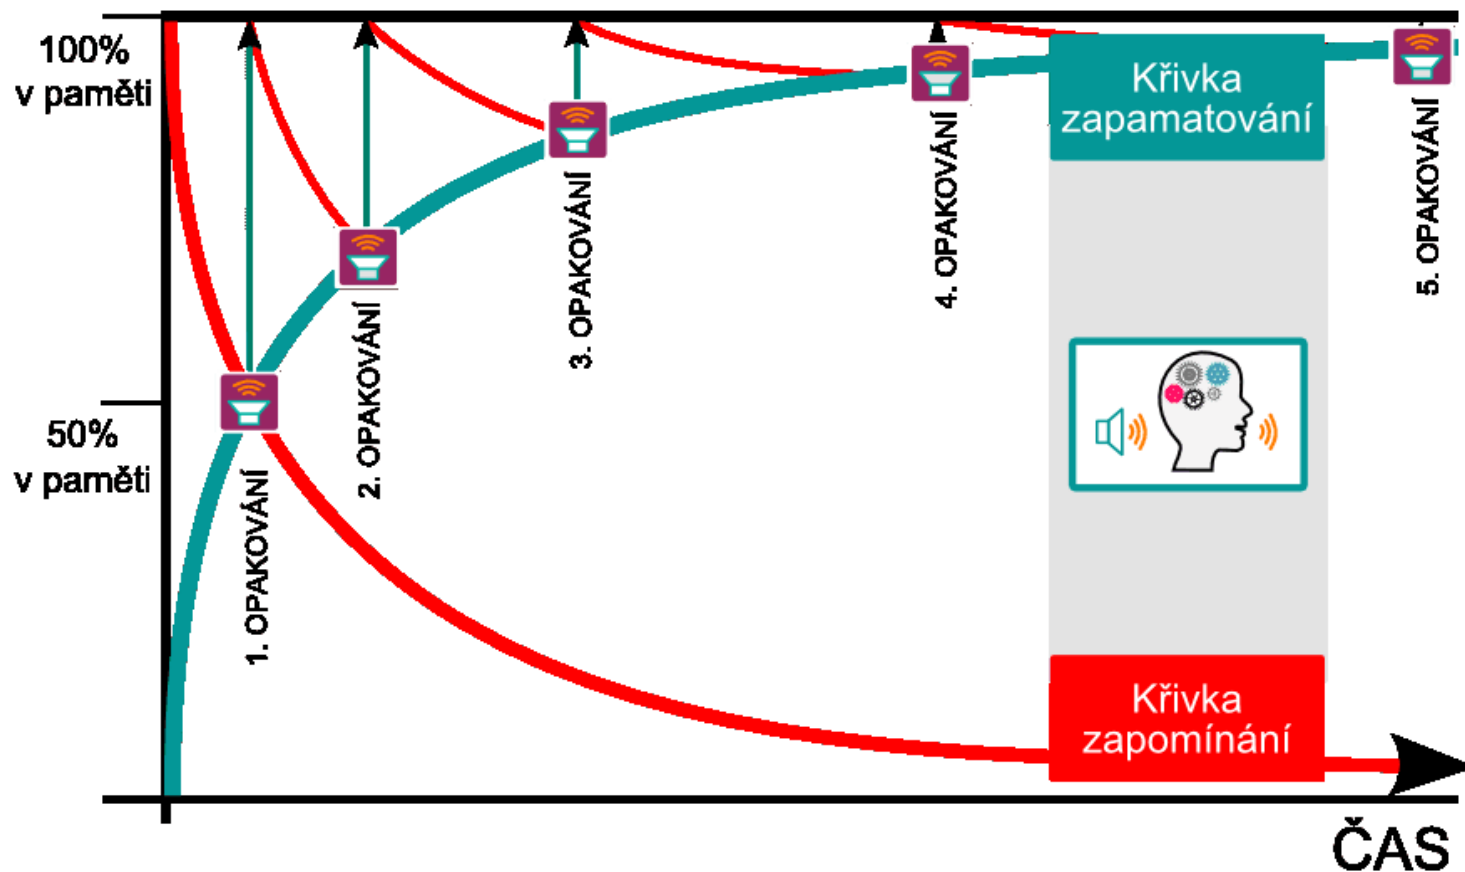 100%
v paměti
50%
v paměti
1. OPAKOVÁNÍ
2. OPAKOVÁNÍ
3. OPAKOVÁNÍ
4. OPAKOVÁNÍ
5. OPAKOVÁNÍ
Křivka
zapamatování
Křivka
zapomínání
ČAS